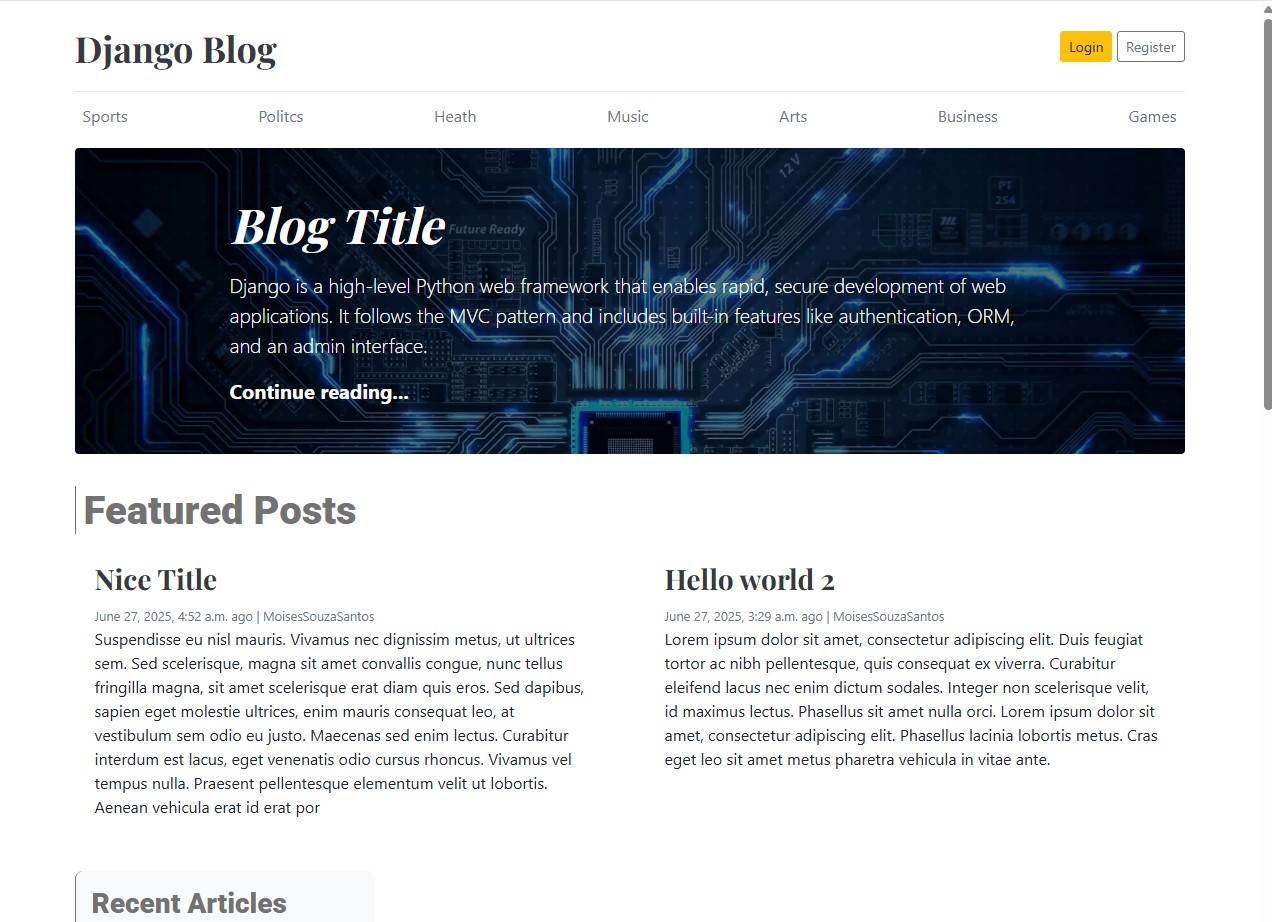 Django Blog
Login Register
Sports Politcs Heath Music Arts Business Games
12 V
PT
254
Blog Title
Future Ready
Django is a high-level Python web framework that enables rapid, secure development of web
applications. It follows the MVC pattern and includes built-in features like authentication, ORM,
and an admin interface.
Continue reading...
Featured Posts
Nice Title
June 27, 2025, 4:52 a.m. ago | MoisesSouzaSantos
Suspendisse eu nisl mauris. Vivamus nec dignissim metus, ut ultrices
sem. Sed scelerisque, magna sit amet convallis congue, nunc tellus
fringilla magna, sit amet scelerisque erat diam quis eros. Sed dapibus,
sapien eget molestie ultrices, enim mauris consequat leo, at
vestibulum sem odio eu justo. Maecenas sed enim lectus. Curabitur
interdum est lacus, eget venenatis odio cursus rhoncus. Vivamus vel
tempus nulla. Praesent pellentesque elementum velit ut lobortis.
Aenean vehicula erat id erat por
Hello world 2
June 27, 2025, 3:29 a.m. ago | MoisesSouzaSantos
Lorem ipsum dolor sit amet, consectetur adipiscing elit. Duis feugiat
tortor ac nibh pellentesque, quis consequat ex viverra. Curabitur
eleifend lacus nec enim dictum sodales. Integer non scelerisque velit,
id maximus lectus. Phasellus sit amet nulla orci. Lorem ipsum dolor sit
amet, consectetur adipiscing elit. Phasellus lacinia lobortis metus. Cras
eget leo sit amet metus pharetra vehicula in vitae ante.
Recent Articles